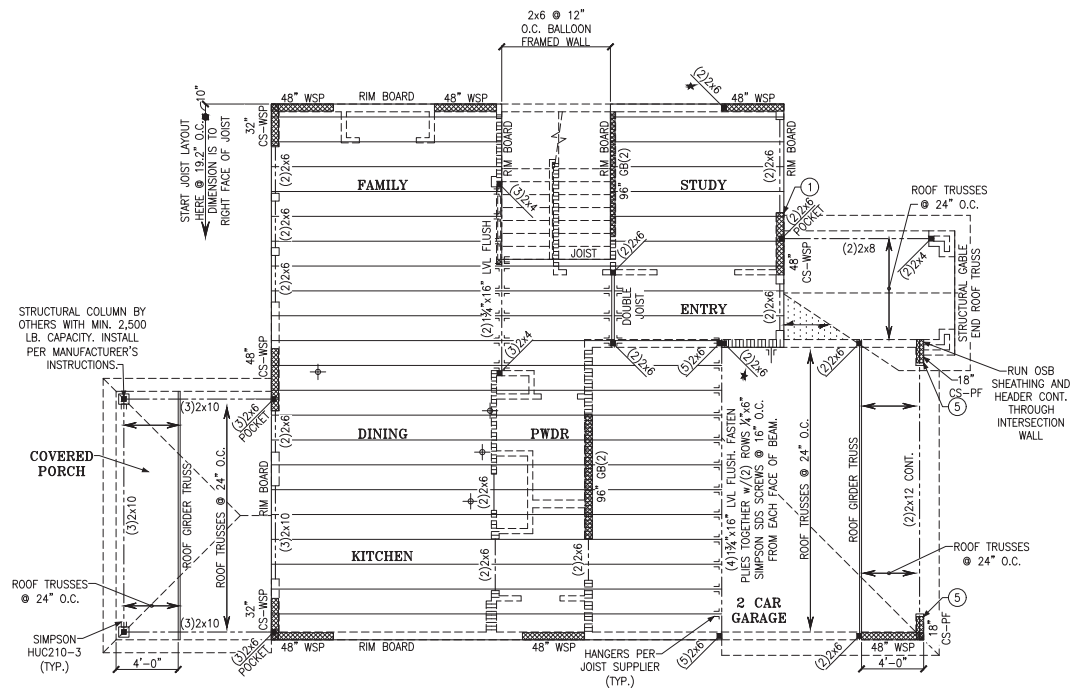 2x6 @ 12"
O.C. BALLOON
FRAMED WALL
(2)2x6
48" WSP
RIM BOARD
48" WSP
48" WSP
10"
32"
CS-WSP
START JOIST LAYOUT
HERE @ 19.2" O.C.
DIMENSION IS TO
RIGHT FACE OF JOIST
(2)2x6
RIM BOARD
RIM BOARD
96" GB(2)
(2)2x6
RIM BOARD
FAMILY
(3)2x4
STUDY
1
(2)2x6
POCKET
ROOF TRUSSES
@ 24" O.C.
(2)2x6
(2)2x6
(2)1¾"x16" LVL FLUSH
JOIST
(2)2x6
48"
CS-WSP
(2)2x8
(2)2x4
STRUCTURAL GABLE
END ROOF TRUSS
DOUBLE
JOIST
ENTRY
(2)2x6
STRUCTURAL COLUMN BY
OTHERS WITH MIN. 2,500
LB. CAPACITY. INSTALL
PER MANUFACTURER'S
INSTRUCTIONS.
48"
CS-WSP
(3)2x4
(2)2x6
(5)2x6
(2)2x6
(2)2x6
18"
CS-PF
5
RUN OSB
SHEATHING AND
HEADER CONT.
THROUGH
INTERSECTION
WALL
(3)2x10
(3)2x6
POCKET
(2)2x6
DINING
PWDR
COVERED
PORCH
(3)2x10
ROOF GIRDER TRUSS
ROOF TRUSSES @ 24" O.C.
RIM BOARD
(3)2x10
(2)2x6
96" GB(2)
(4)1¾"x16" LVL FLUSH. FASTEN
PLIES TOGETHER w/(2) ROWS ¼"x6"
SIMPSON SDS SCREWS @ 16" O.C.
FROM EACH FACE OF BEAM.
ROOF TRUSSES @ 24" O.C.
ROOF GIRDER TRUSS
(2)2x12 CONT.
KITCHEN
(2)2x6
(2)2x6
ROOF TRUSSES
@ 24" O.C.
ROOF TRUSSES
@ 24" O.C.
2 CAR
GARAGE
5
SIMPSON
HUC210-3
(TYP.)
(3)2x10
32"
CS-WSP
(3)2x6
POCKET
48" WSP
RIM BOARD
48" WSP
HANGERS PER
JOIST SUPPLIER
(TYP.)
(5)2x6
(2)2x6
48" WSP
18"
CS-PF
4'-0"
4'-0"